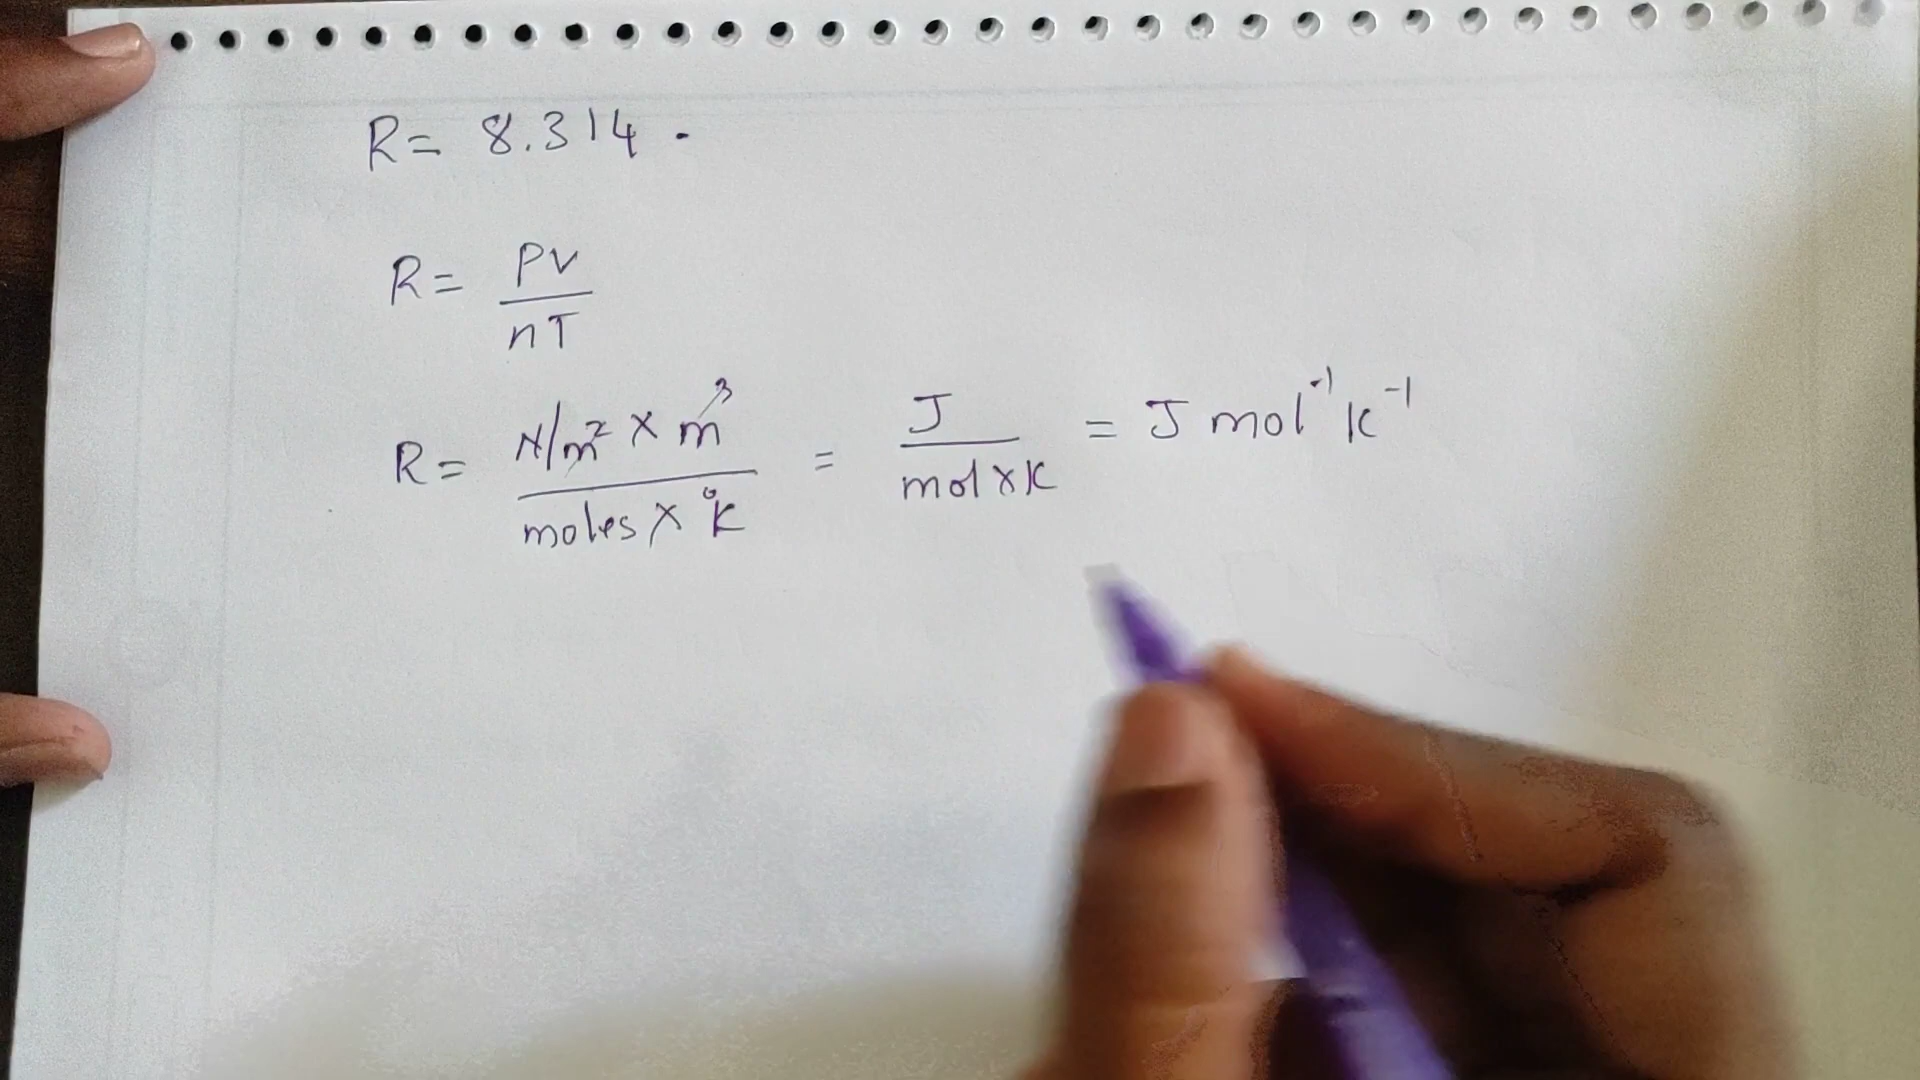 R = 8.314 .
R = PV / nT
R = N/m² × m³ / moles × °K = J / mol × K = J mol⁻¹ K⁻¹